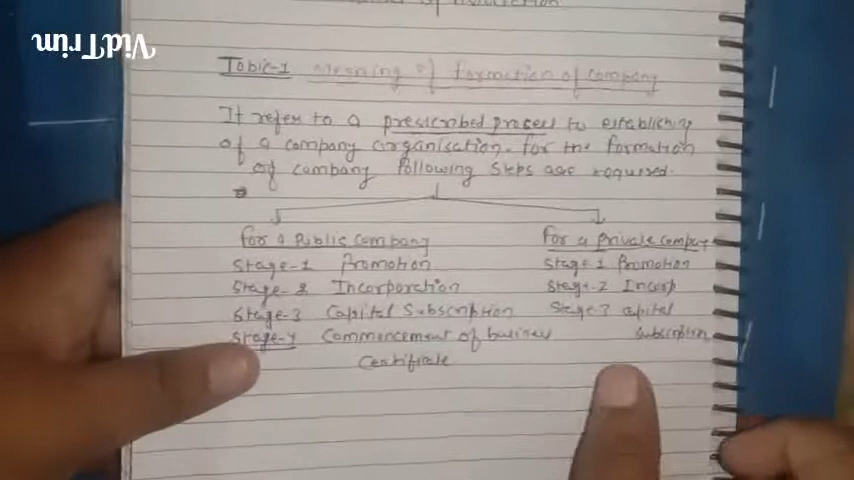 VidTrim
Topic-1 Meaning of formation of company
It refer to a prescribed process to establishing
of a company organisation. for the formation
of company following steps are required.
for a Public company
Stage-1 Promotion
Stage-2 Incorporation
Stage-3 Capital Subscription
Stage-4 Commencement of business
Certificate
for a private company
Stage-1 Promotion
Stage-2 Incorp
Stage-3 capital
subscription